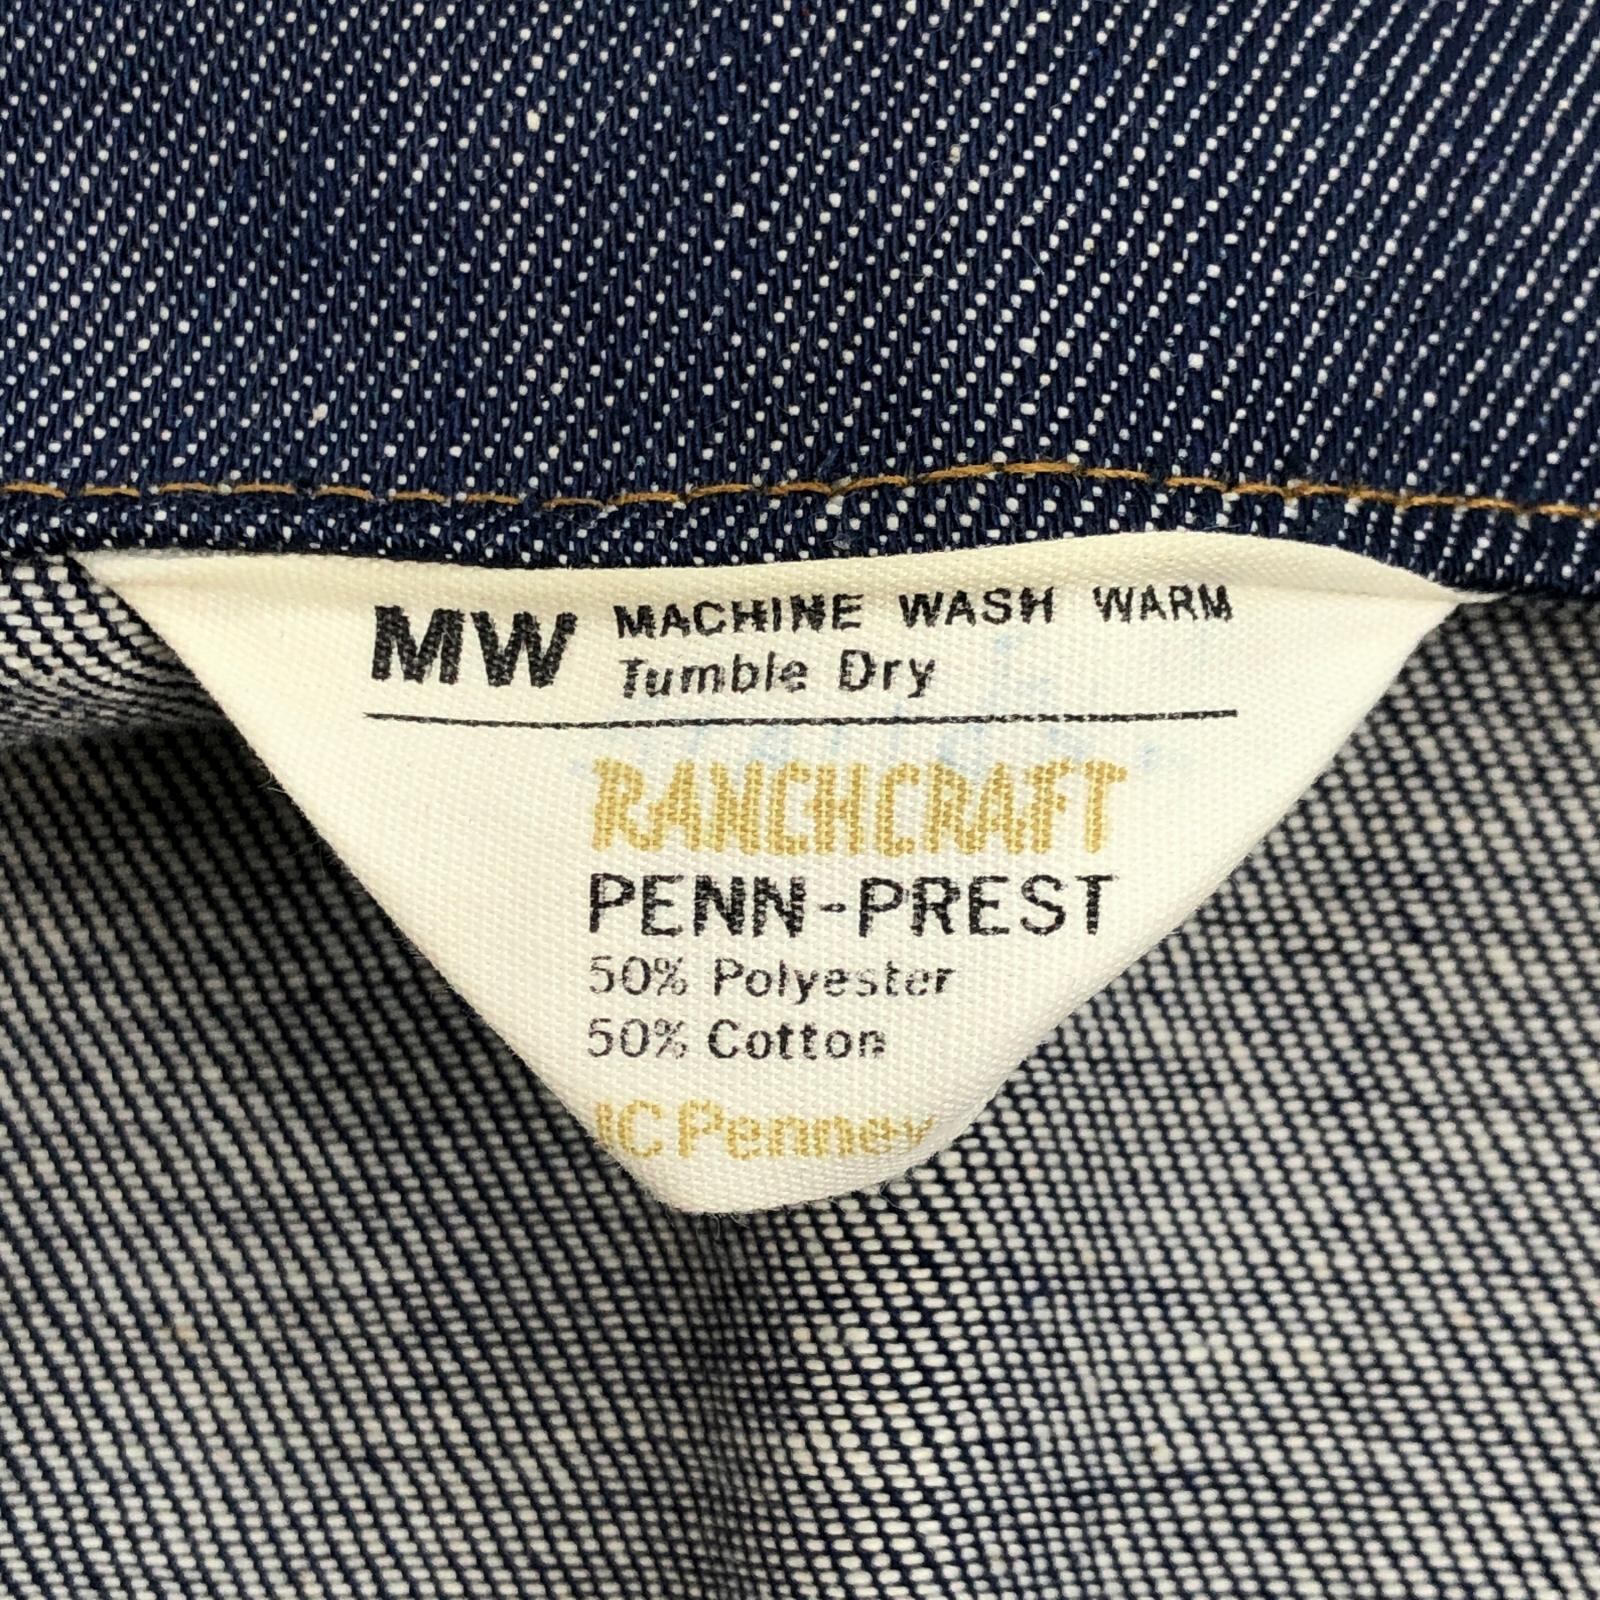 MW MACHINE WASH WARM
Tumble Dry
RANCHCRAFT
PENN-PREST
50% Polyester
50% Cotton
JCPenney